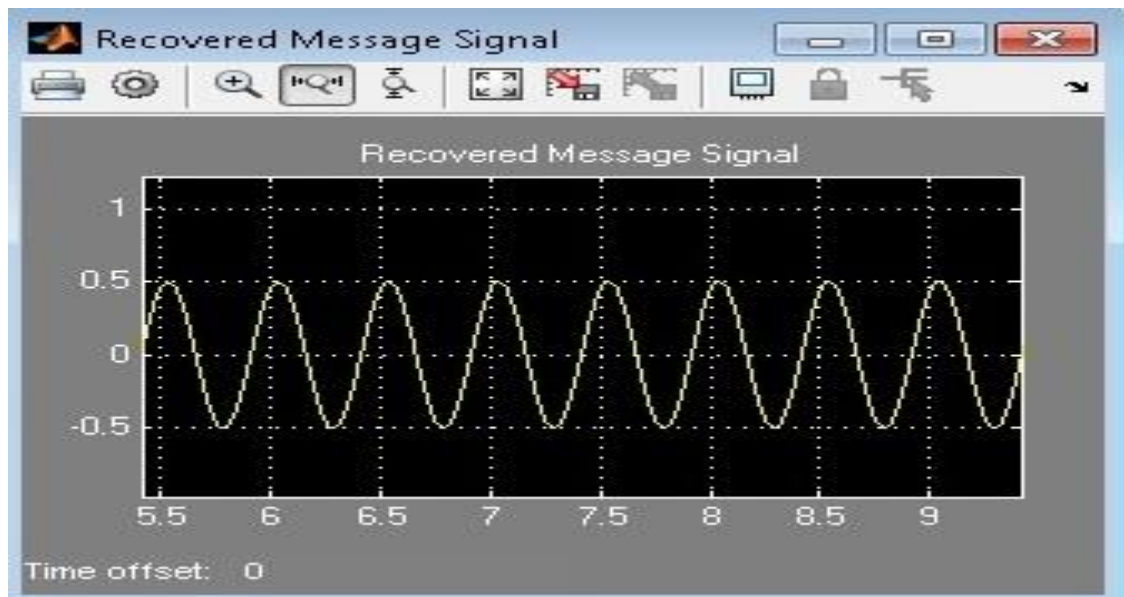 Recovered Message Signal
Recovered Message Signal
1
0.5
0
-0.5
5.5 6 6.5 7 7.5 8 8.5 9
Time offset: 0